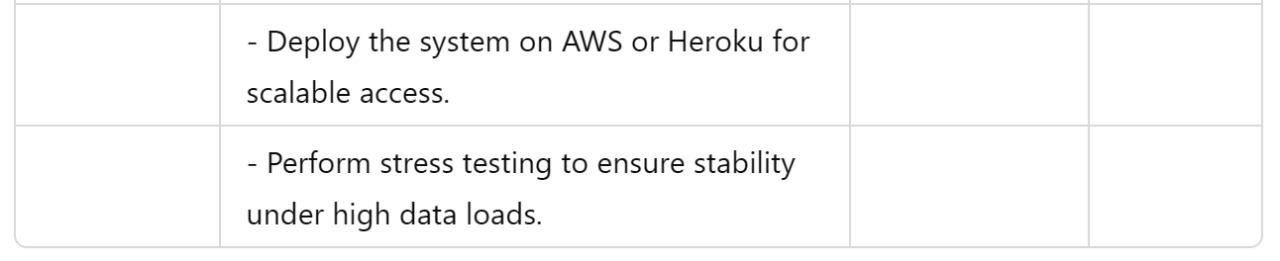 - Deploy the system on AWS or Heroku for
scalable access.
- Perform stress testing to ensure stability
under high data loads.